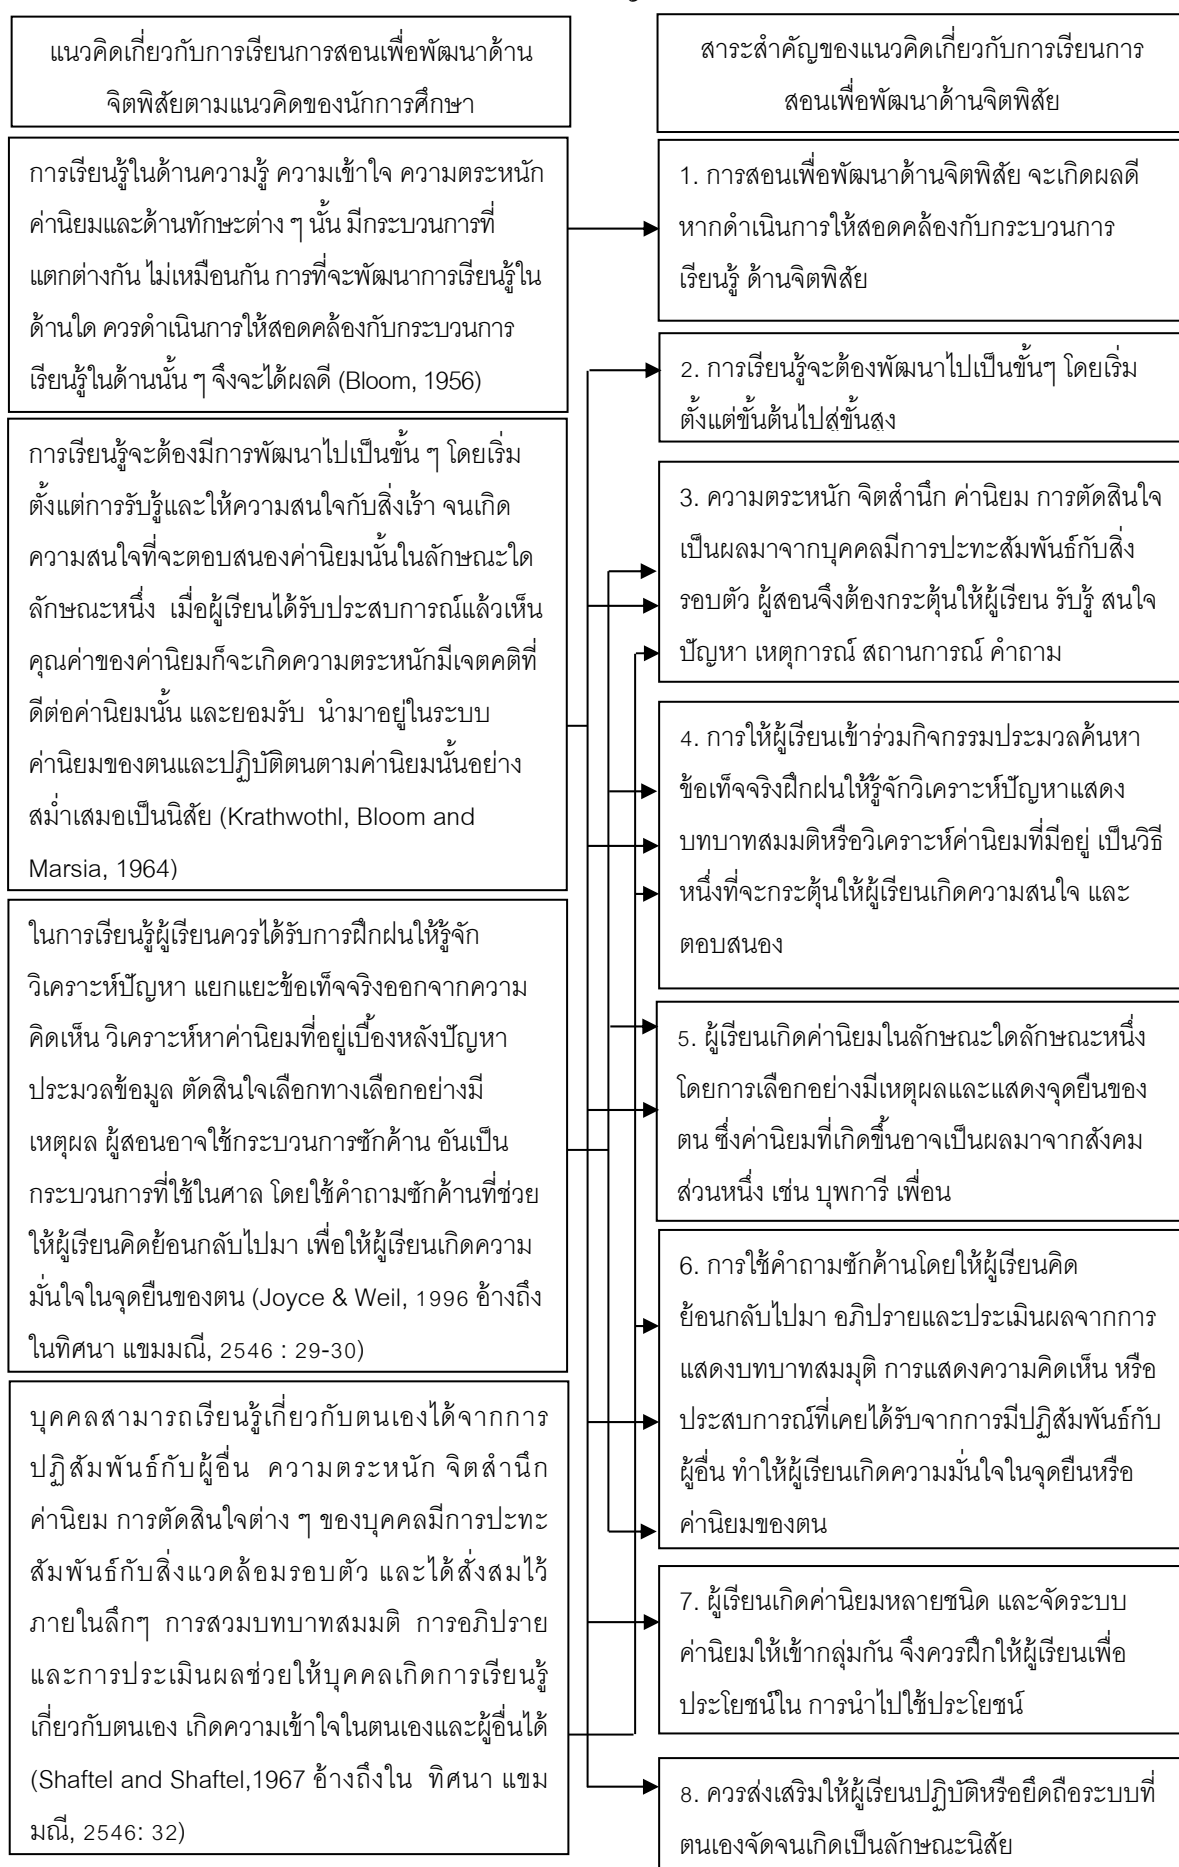 แนวคิดเกี่ยวกับการเรียนการสอนเพื่อพัฒนาด้าน
จิตพิสัยตามแนวคิดของนักการศึกษา
การเรียนรู้ในด้านความรู้ ความเข้าใจ ความตระหนัก
ค่านิยมและด้านทักษะต่าง ๆ นั้น มีกระบวนการที่
แตกต่างกัน ไม่เหมือนกัน การที่จะพัฒนาการเรียนรู้ใน
ด้านใด ควรดำเนินการให้สอดคล้องกับกระบวนการ
เรียนรู้ในด้านนั้น ๆ จึงจะได้ผลดี (Bloom, 1956)
การเรียนรู้จะต้องมีการพัฒนาไปเป็นขั้น ๆ โดยเริ่ม
ตั้งแต่การรับรู้และให้ความสนใจกับสิ่งเร้า จนเกิด
ความสนใจที่จะตอบสนองค่านิยมนั้นในลักษณะใด
ลักษณะหนึ่ง เมื่อผู้เรียนได้รับประสบการณ์แล้วเห็น
คุณค่าของค่านิยมก็จะเกิดความตระหนักมีเจตคติที่
ดีต่อค่านิยมนั้น และยอมรับ นำมาอยู่ในระบบ
ค่านิยมของตนและปฏิบัติตนตามค่านิยมนั้นอย่าง
สม่ำเสมอเป็นนิสัย (Krathwothl, Bloom and
Marsia, 1964)
ในการเรียนรู้ผู้เรียนควรได้รับการฝึกฝนให้รู้จัก
วิเคราะห์ปัญหา แยกแยะข้อเท็จจริงออกจากความ
คิดเห็น วิเคราะห์หาค่านิยมที่อยู่เบื้องหลังปัญหา
ประมวลข้อมูล ตัดสินใจเลือกทางเลือกอย่างมี
เหตุผล ผู้สอนอาจใช้กระบวนการซักค้าน อันเป็น
กระบวนการที่ใช้ในศาล โดยใช้คำถามซักค้านที่ช่วย
ให้ผู้เรียนคิดย้อนกลับไปมา เพื่อให้ผู้เรียนเกิดความ
มั่นใจในจุดยืนของตน (Joyce & Weil, 1996 อ้างถึง
ในทิศนา แขมมณี, 2546 : 29-30)
บุคคลสามารถเรียนรู้เกี่ยวกับตนเองได้จากการ
ปฏิสัมพันธ์กับผู้อื่น ความตระหนัก จิตสำนึก
ค่านิยม การตัดสินใจต่าง ๆ ของบุคคลมีการปะทะ
สัมพันธ์กับสิ่งแวดล้อมรอบตัว และได้สั่งสมไว้
ภายในลึกๆ การสวมบทบาทสมมติ การอภิปราย
และการประเมินผลช่วยให้บุคคลเกิดการเรียนรู้
เกี่ยวกับตนเอง เกิดความเข้าใจในตนเองและผู้อื่นได้
(Shaftel and Shaftel,1967 อ้างถึงใน ทิศนา แขม
มณี, 2546: 32)
สาระสำคัญของแนวคิดเกี่ยวกับการเรียนการ
สอนเพื่อพัฒนาด้านจิตพิสัย
1. การสอนเพื่อพัฒนาด้านจิตพิสัย จะเกิดผลดี
หากดำเนินการให้สอดคล้องกับกระบวนการ
เรียนรู้ ด้านจิตพิสัย
2. การเรียนรู้จะต้องพัฒนาไปเป็นขั้นๆ โดยเริ่ม
ตั้งแต่ขั้นต้นไปสู่ขั้นสูง
3. ความตระหนัก จิตสำนึก ค่านิยม การตัดสินใจ
เป็นผลมาจากบุคคลมีการปะทะสัมพันธ์กับสิ่ง
รอบตัว ผู้สอนจึงต้องกระตุ้นให้ผู้เรียน รับรู้ สนใจ
ปัญหา เหตุการณ์ สถานการณ์ คำถาม
4. การให้ผู้เรียนเข้าร่วมกิจกรรมประมวลค้นหา
ข้อเท็จจริงฝึกฝนให้รู้จักวิเคราะห์ปัญหาแสดง
บทบาทสมมติหรือวิเคราะห์ค่านิยมที่มีอยู่ เป็นวิธี
หนึ่งที่จะกระตุ้นให้ผู้เรียนเกิดความสนใจ และ
ตอบสนอง
5. ผู้เรียนเกิดค่านิยมในลักษณะใดลักษณะหนึ่ง
โดยการเลือกอย่างมีเหตุผลและแสดงจุดยืนของ
ตน ซึ่งค่านิยมที่เกิดขึ้นอาจเป็นผลมาจากสังคม
ส่วนหนึ่ง เช่น บุพการี เพื่อน
6. การใช้คำถามซักค้านโดยให้ผู้เรียนคิด
ย้อนกลับไปมา อภิปรายและประเมินผลจากการ
แสดงบทบาทสมมุติ การแสดงความคิดเห็น หรือ
ประสบการณ์ที่เคยได้รับจากการมีปฏิสัมพันธ์กับ
ผู้อื่น ทำให้ผู้เรียนเกิดความมั่นใจในจุดยืนหรือ
ค่านิยมของตน
7. ผู้เรียนเกิดค่านิยมหลายชนิด และจัดระบบ
ค่านิยมให้เข้ากลุ่มกัน จึงควรฝึกให้ผู้เรียนเพื่อ
ประโยชน์ใน การนำไปใช้ประโยชน์
8. ควรส่งเสริมให้ผู้เรียนปฏิบัติหรือยึดถือระบบที่
ตนเองจัดจนเกิดเป็นลักษณะนิสัย